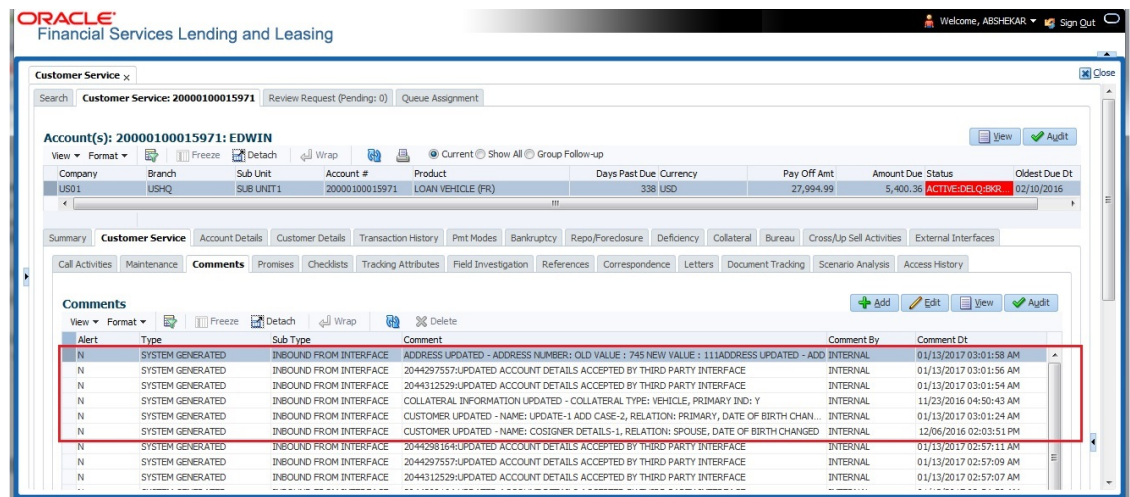 ORACLE
Financial Services Lending and Leasing
Welcome, ABSHEKAR Sign Out
Customer Service x
Close
Search Customer Service: 20000100015971 Review Request (Pending: 0) Queue Assignment
Account(s): 20000100015971: EDWIN
View Audit
View Format Freeze Detach Wrap Current Show All Group Follow-up
Company Branch Sub Unit Account # Product Days Past Due Currency Pay Off Amt Amount Due Status Oldest Due Dt
US01 USHQ SUB UNIT1 20000100015971 LOAN VEHICLE (FR) 338 USD 27,994.99 5,400.36 ACTIVE:DELQ:BKR... 02/10/2016
Summary Customer Service Account Details Customer Details Transaction History Pmt Modes Bankruptcy Repo/Foreclosure Deficiency Collateral Bureau Cross/Up Sell Activities External Interfaces
Call Activities Maintenance Comments Promises Checklists Tracking Attributes Field Investigation References Correspondence Letters Document Tracking Scenario Analysis Access History
Comments
Add Edit View Audit
View Format Freeze Detach Wrap Delete
Alert Type Sub Type Comment Comment By Comment Dt
N SYSTEM GENERATED INBOUND FROM INTERFACE ADDRESS UPDATED - ADDRESS NUMBER: OLD VALUE : 745 NEW VALUE : 111ADDRESS UPDATED - ADD INTERNAL 01/13/2017 03:01:58 AM
N SYSTEM GENERATED INBOUND FROM INTERFACE 2044297557:UPDATED ACCOUNT DETAILS ACCEPTED BY THIRD PARTY INTERFACE INTERNAL 01/13/2017 03:01:56 AM
N SYSTEM GENERATED INBOUND FROM INTERFACE 2044312529:UPDATED ACCOUNT DETAILS ACCEPTED BY THIRD PARTY INTERFACE INTERNAL 01/13/2017 03:01:54 AM
N SYSTEM GENERATED INBOUND FROM INTERFACE COLLATERAL INFORMATION UPDATED - COLLATERAL TYPE: VEHICLE, PRIMARY IND: Y INTERNAL 11/23/2016 04:50:43 AM
N SYSTEM GENERATED INBOUND FROM INTERFACE CUSTOMER UPDATED - NAME: UPDATE-1 ADD CASE-2, RELATION: PRIMARY, DATE OF BIRTH CHAN... INTERNAL 01/13/2017 03:01:24 AM
N SYSTEM GENERATED INBOUND FROM INTERFACE CUSTOMER UPDATED - NAME: COSIGNER DETAILS-1, RELATION: SPOUSE, DATE OF BIRTH CHANGED INTERNAL 12/06/2016 02:03:51 PM
N SYSTEM GENERATED INBOUND FROM INTERFACE 2044298164:UPDATED ACCOUNT DETAILS ACCEPTED BY THIRD PARTY INTERFACE INTERNAL 01/13/2017 02:57:11 AM
N SYSTEM GENERATED INBOUND FROM INTERFACE 2044297557:UPDATED ACCOUNT DETAILS ACCEPTED BY THIRD PARTY INTERFACE INTERNAL 01/13/2017 02:57:09 AM
N SYSTEM GENERATED INBOUND FROM INTERFACE 2044312529:UPDATED ACCOUNT DETAILS ACCEPTED BY THIRD PARTY INTERFACE INTERNAL 01/13/2017 02:57:07 AM